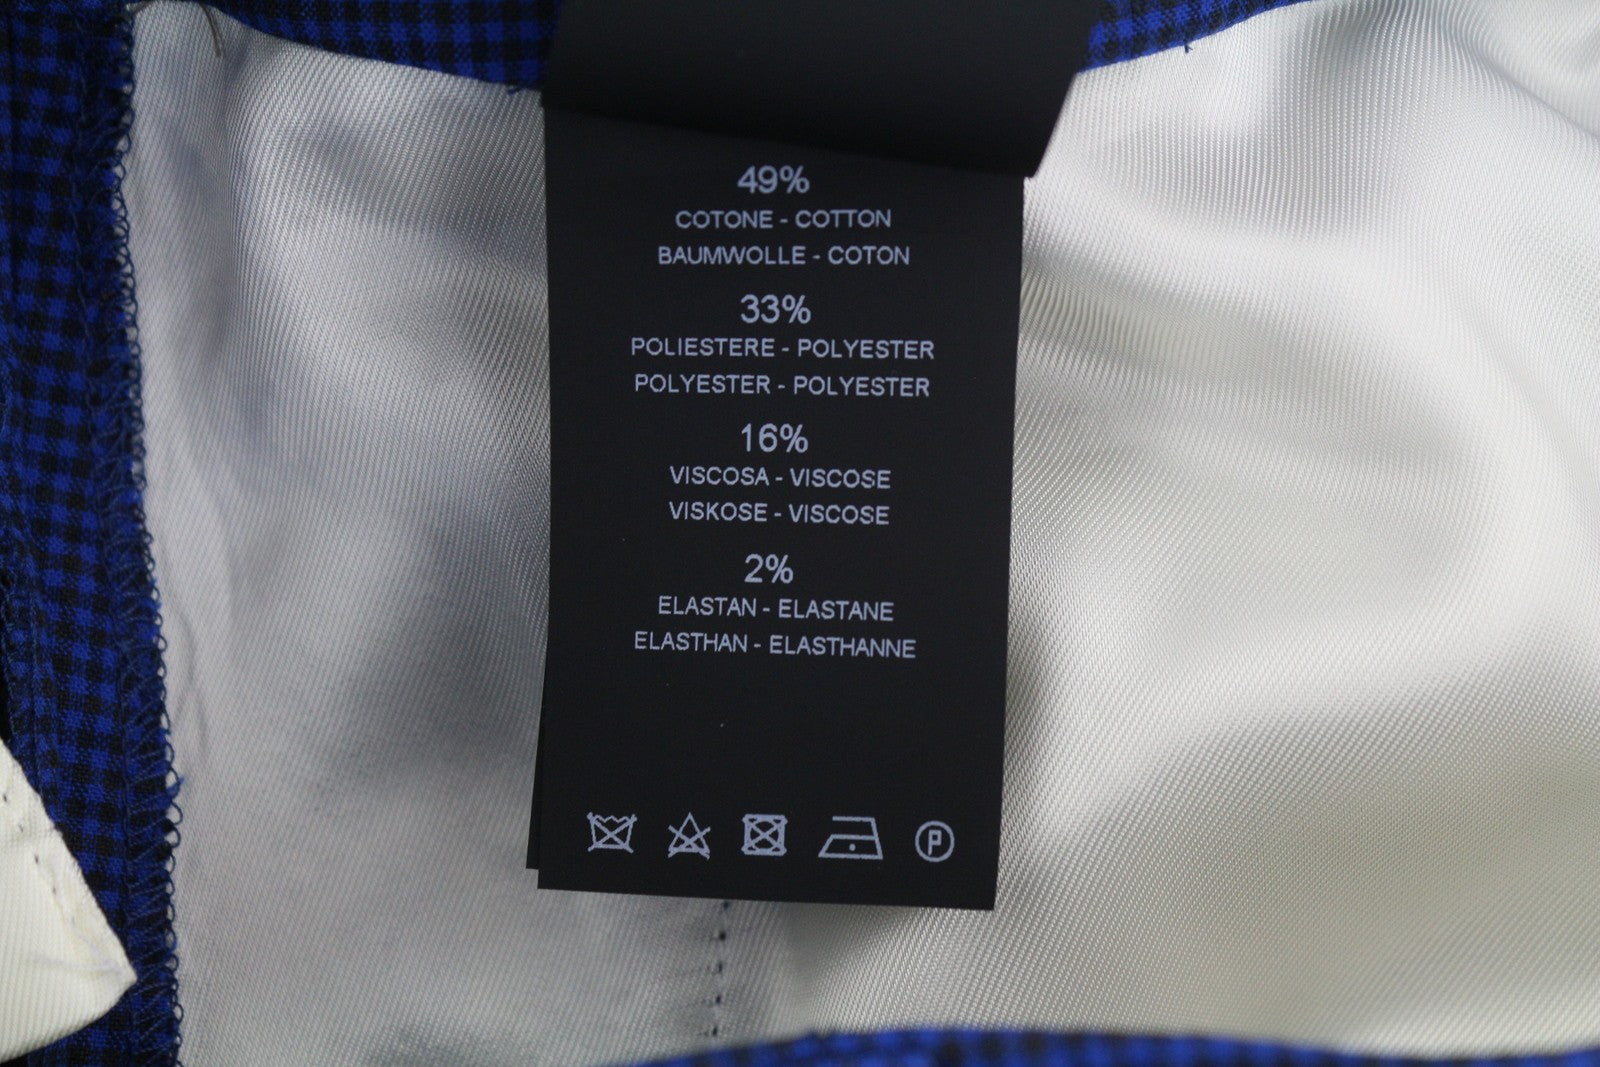 49%
COTONE - COTTON
BAUMWOLLE - COTON
33%
POLIESTERE - POLYESTER
POLYESTER - POLYESTER
16%
VISCOSA - VISCOSE
VISKOSE - VISCOSE
2%
ELASTAN - ELASTANE
ELASTHAN - ELASTHANNE
P